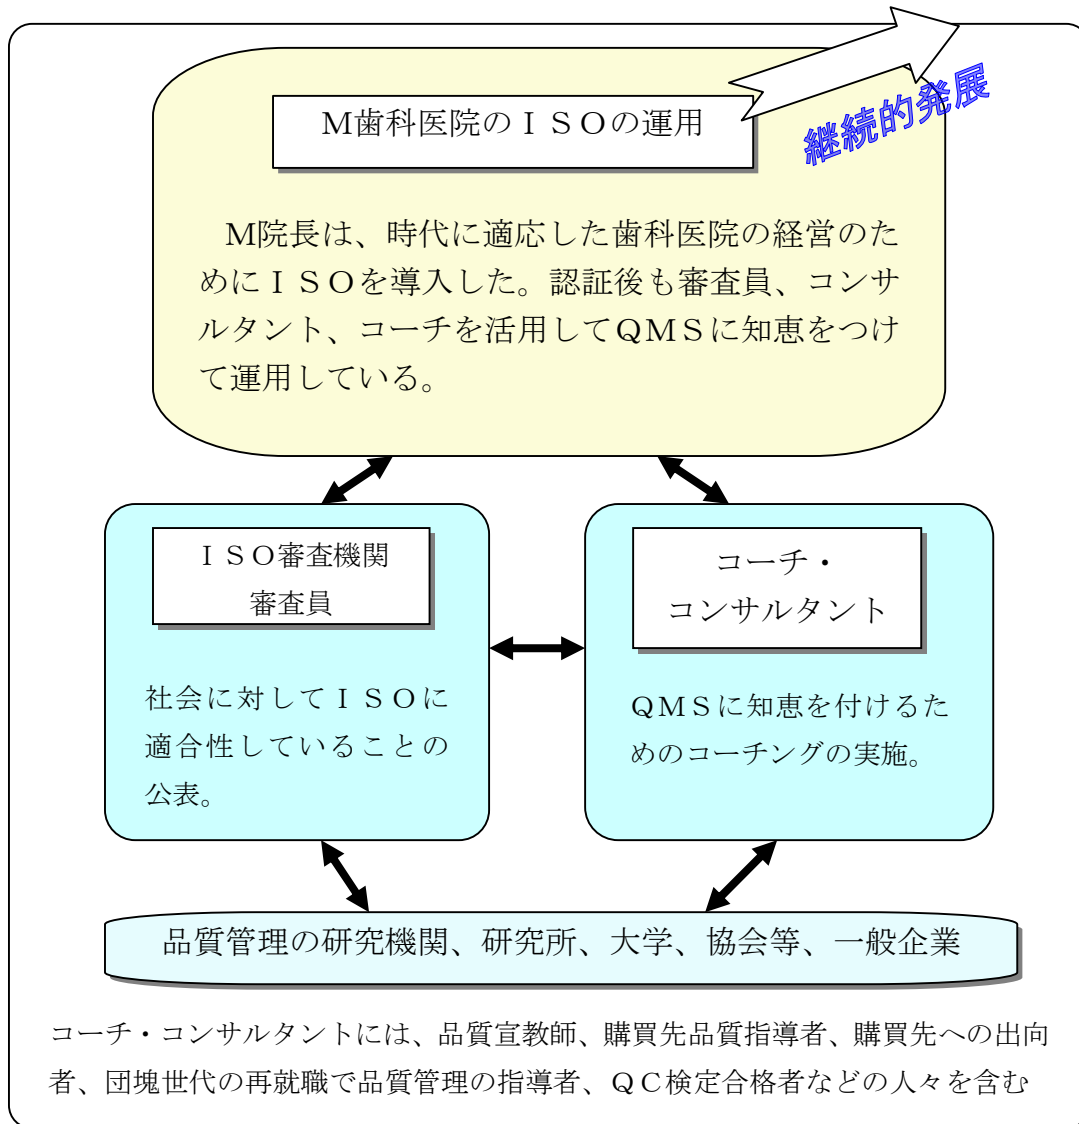 継続的発展
M歯科医院のＩＳＯの運用
M院長は、時代に適応した歯科医院の経営のた
めにＩＳＯを導入した。認証後も審査員、コンサ
ルタント、コーチを活用してQMSに知恵をつけ
て運用している。
ＩＳＯ審査機関
審査員
社会に対してＩＳＯに
適合性していることの
公表。
コーチ・
コンサルタント
QMSに知恵を付けるた
めのコーチングの実施。
品質管理の研究機関、研究所、大学、協会等、一般企業
コーチ・コンサルタントには、品質宣教師、購買先品質指導者、購買先への出向
者、団塊世代の再就職で品質管理の指導者、ＱＣ検定合格者などの人々を含む